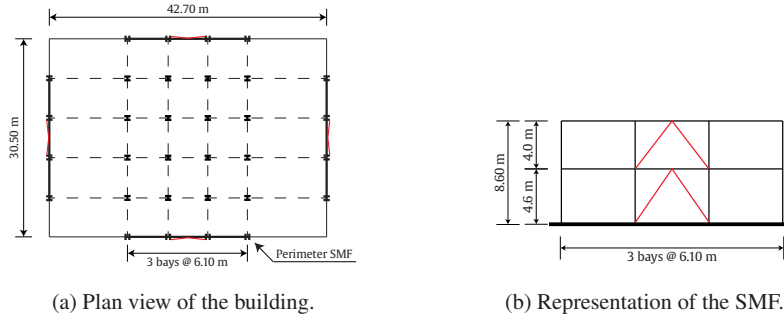 42.70 m
30.50 m
3 bays @ 6.10 m
Perimeter SMF
(a) Plan view of the building.
8.60 m
4.0 m
4.6 m
3 bays @ 6.10 m
(b) Representation of the SMF.